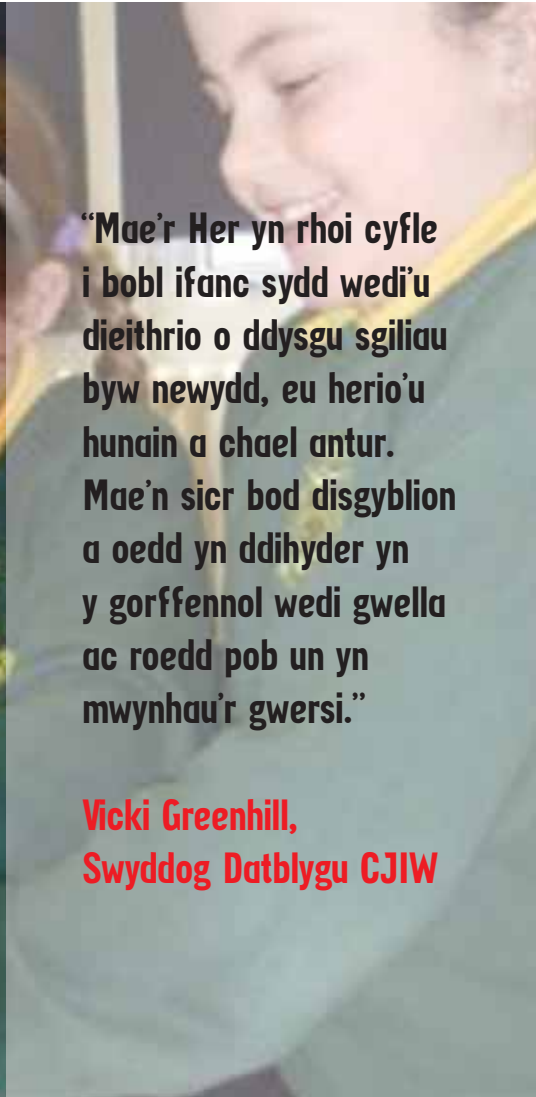 “Mae’r Her yn rhoi cyfle
i bobl ifanc sydd wedi’u
dieithrio o ddysgu sgiliau
byw newydd, eu herio’u
hunain a chael antur.
Mae’n sicr bod disgyblion
a oedd yn ddihyder yn
y gorffennol wedi gwella
ac roedd pob un yn
mwynhau’r gwersi.”
Vicki Greenhill,
Swyddog Datblygu CJIW